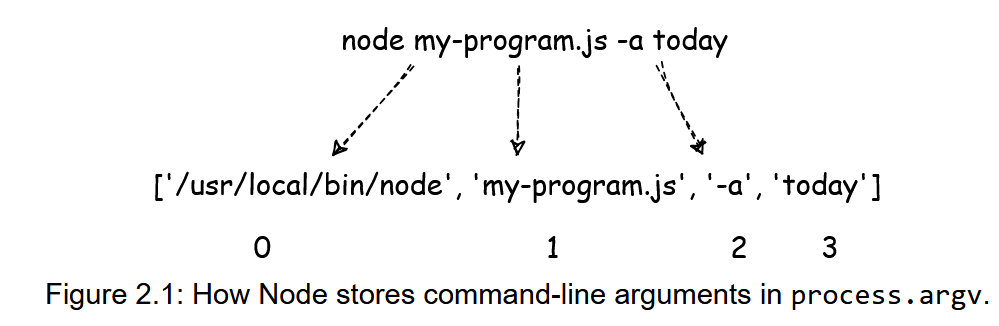 node my-program.js -a today
['/usr/local/bin/node', 'my-program.js', '-a', 'today']
0 1 2 3
Figure 2.1: How Node stores command-line arguments in process.argv.